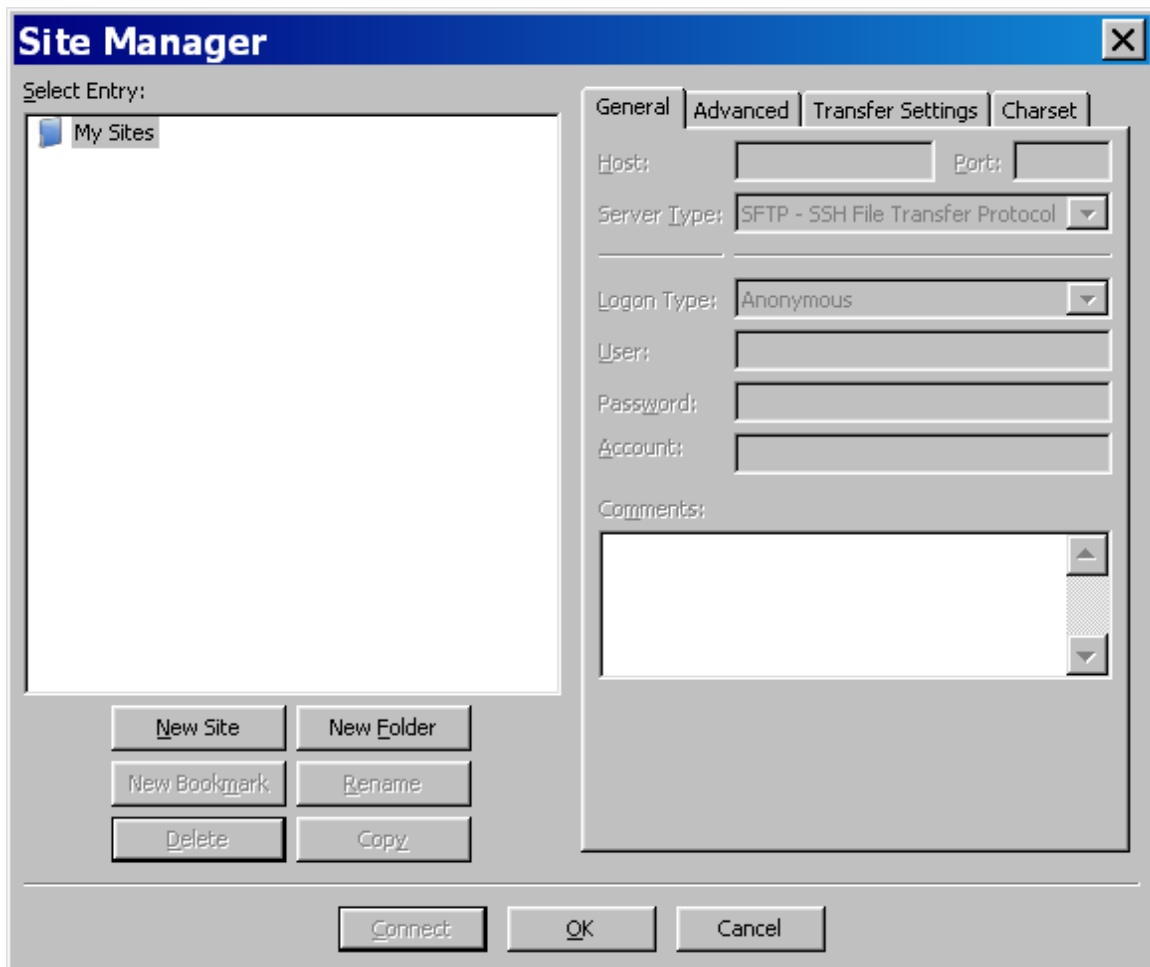 Site Manager
Select Entry:
My Sites
New Site
New Folder
New Bookmark
Rename
Delete
Copy
General
Advanced
Transfer Settings
Charset
Host:
Port:
Server Type:
SFTP - SSH File Transfer Protocol
Logon Type:
Anonymous
User:
Password:
Account:
Comments:
Connect
OK
Cancel